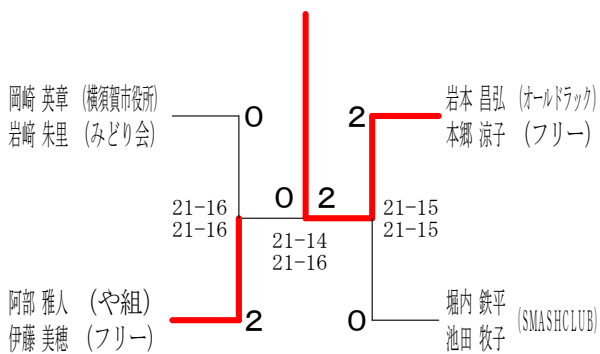 岡崎 英章 (横須賀市役所)
岩﨑 朱里 (みどり会)
0
2
岩本 昌弘 (オールドラック)
本郷 涼子 (フリー)
21-16
21-16
0
2
21-14
21-16
21-15
21-15
阿部 雅人 (や組)
伊藤 美穂 (フリー)
2
0
堀内 鉄平
池田 牧子
(SMASHCLUB)